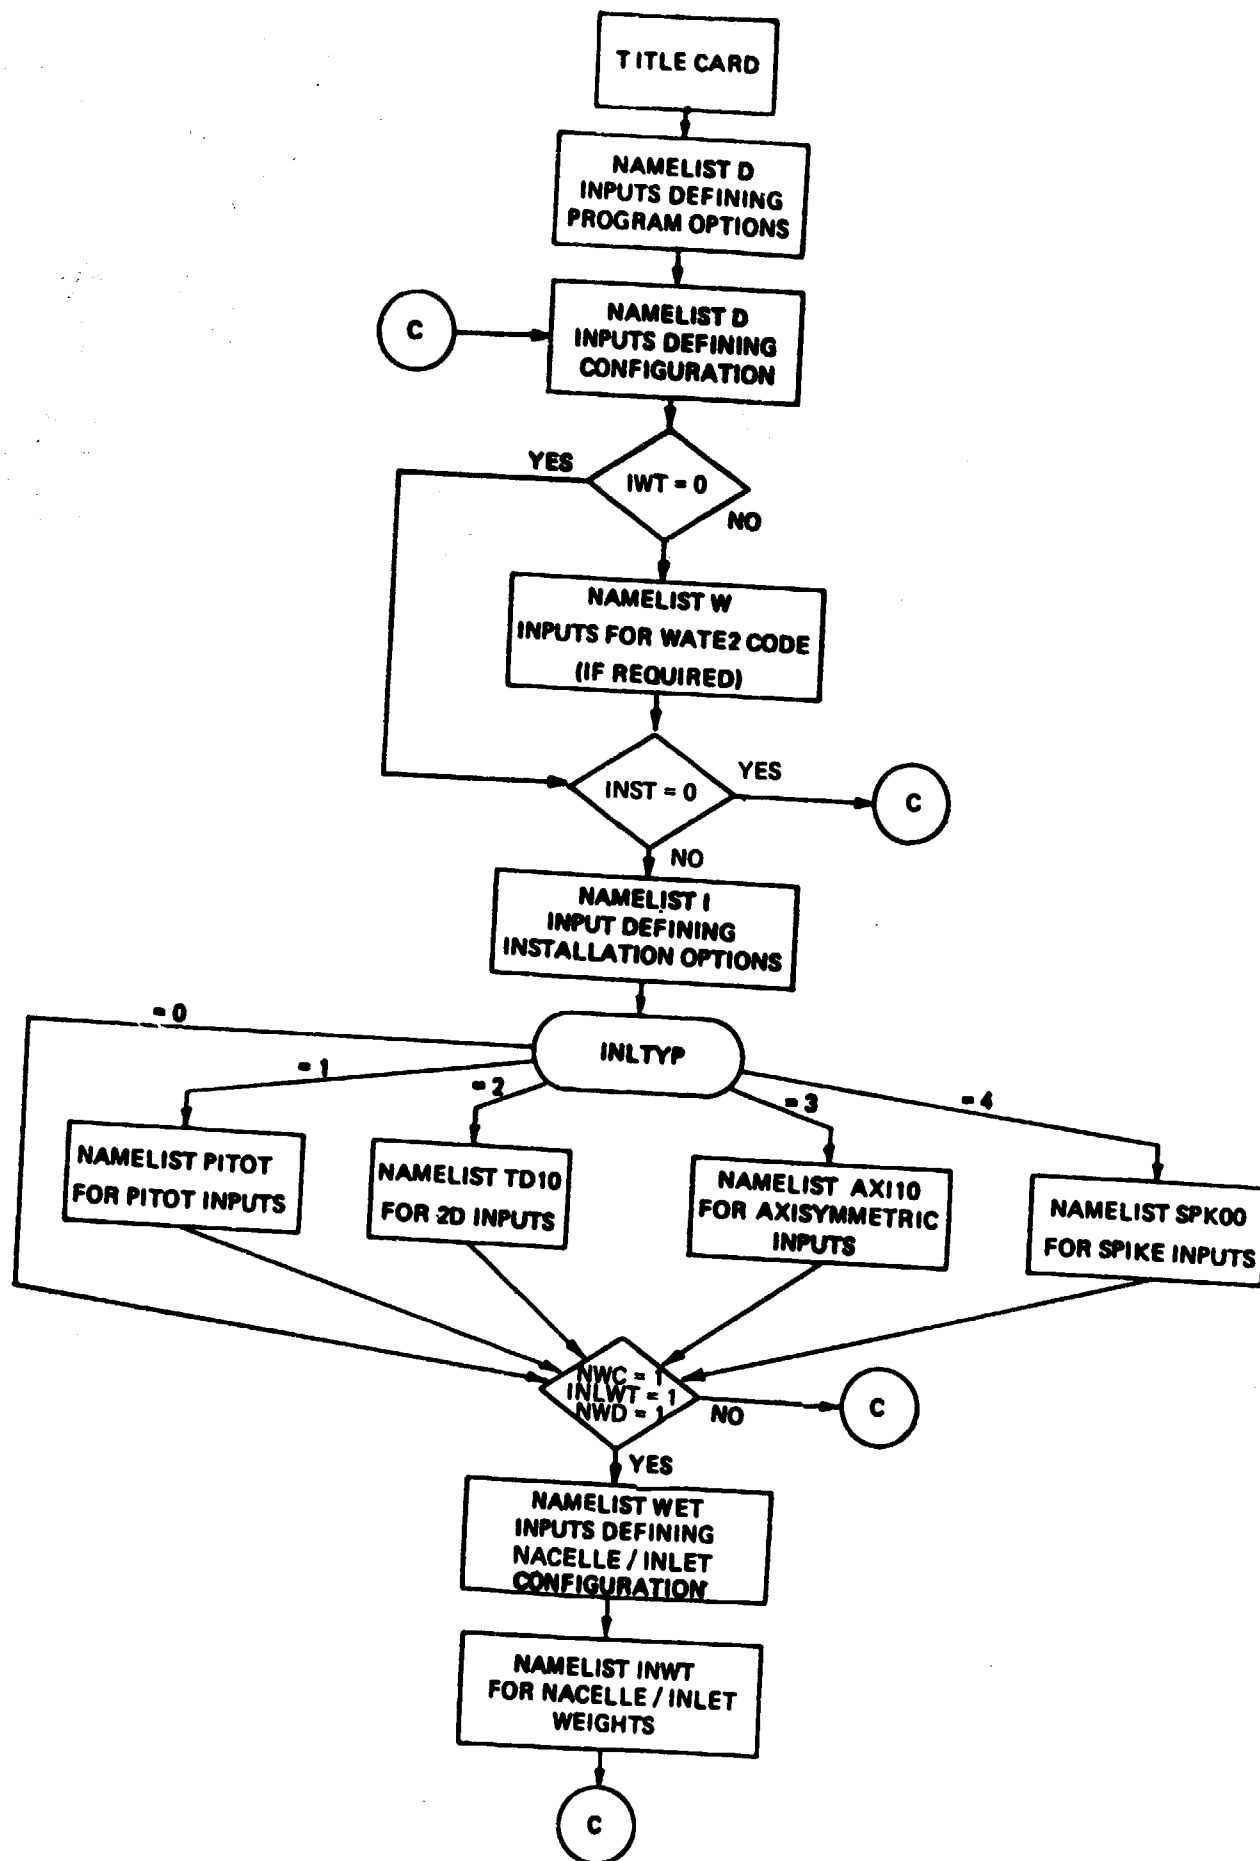 TITLE CARD
NAMELIST D
INPUTS DEFINING
PROGRAM OPTIONS
C
NAMELIST D
INPUTS DEFINING
CONFIGURATION
YES
IWT = 0
NO
NAMELIST W
INPUTS FOR WATE2 CODE
(IF REQUIRED)
INST = 0
YES
C
NO
NAMELIST I
INPUT DEFINING
INSTALLATION OPTIONS
= 0
INLTYP
= 1
= 2
= 3
= 4
NAMELIST PITOT
FOR PITOT INPUTS
NAMELIST TD10
FOR 2D INPUTS
NAMELIST AXI10
FOR AXISYMMETRIC
INPUTS
NAMELIST SPK00
FOR SPIKE INPUTS
NWC = 1
INLWT = 1
NWD = 1
NO
C
YES
NAMELIST WET
INPUTS DEFINING
NACELLE / INLET
CONFIGURATION
NAMELIST INWT
FOR NACELLE / INLET
WEIGHTS
C